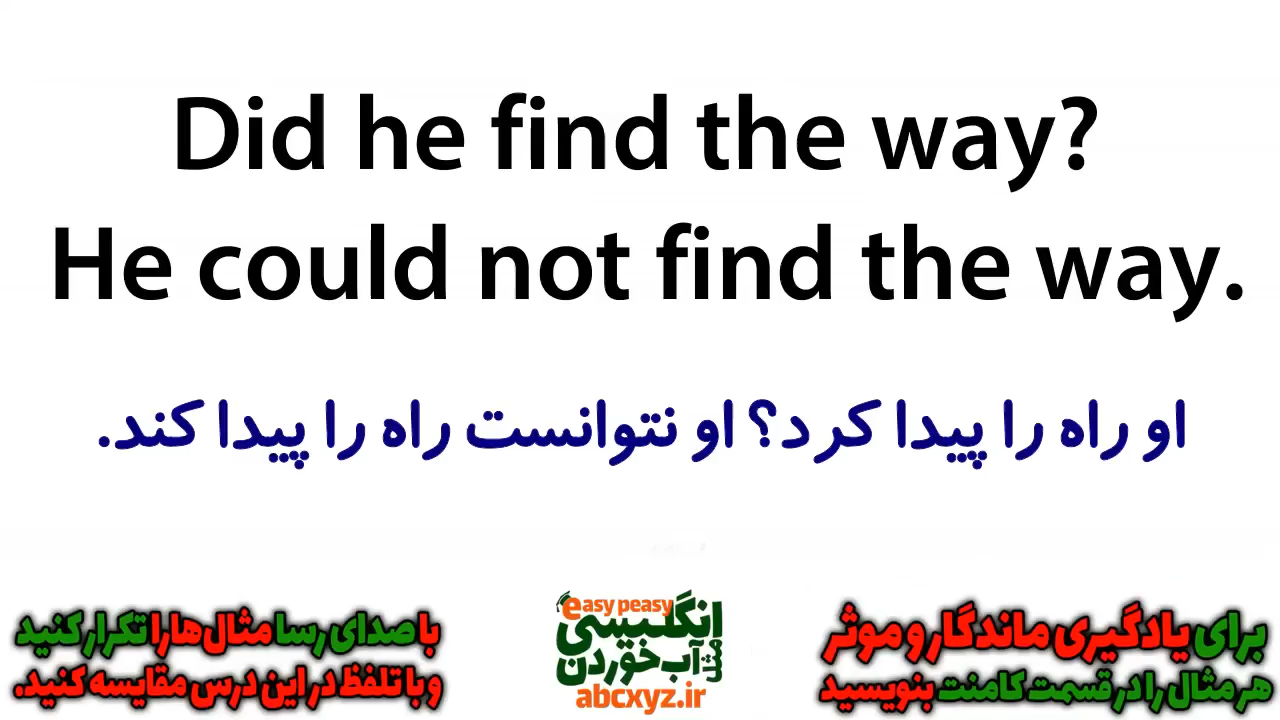 Did he find the way?
He could not find the way.
او راه را پیدا کرد؟ او نتوانست راه را پیدا کند.
برای یادگیری ماندگار و موثر
هر مثال را در قسمت کامنت بنویسید
easy peasy
انگلیسی
مثل آب خوردن
abcxyz.ir
با صدای رسا مثال‌ها را تکرار کنید
و با تلفظ در این درس مقایسه کنید.